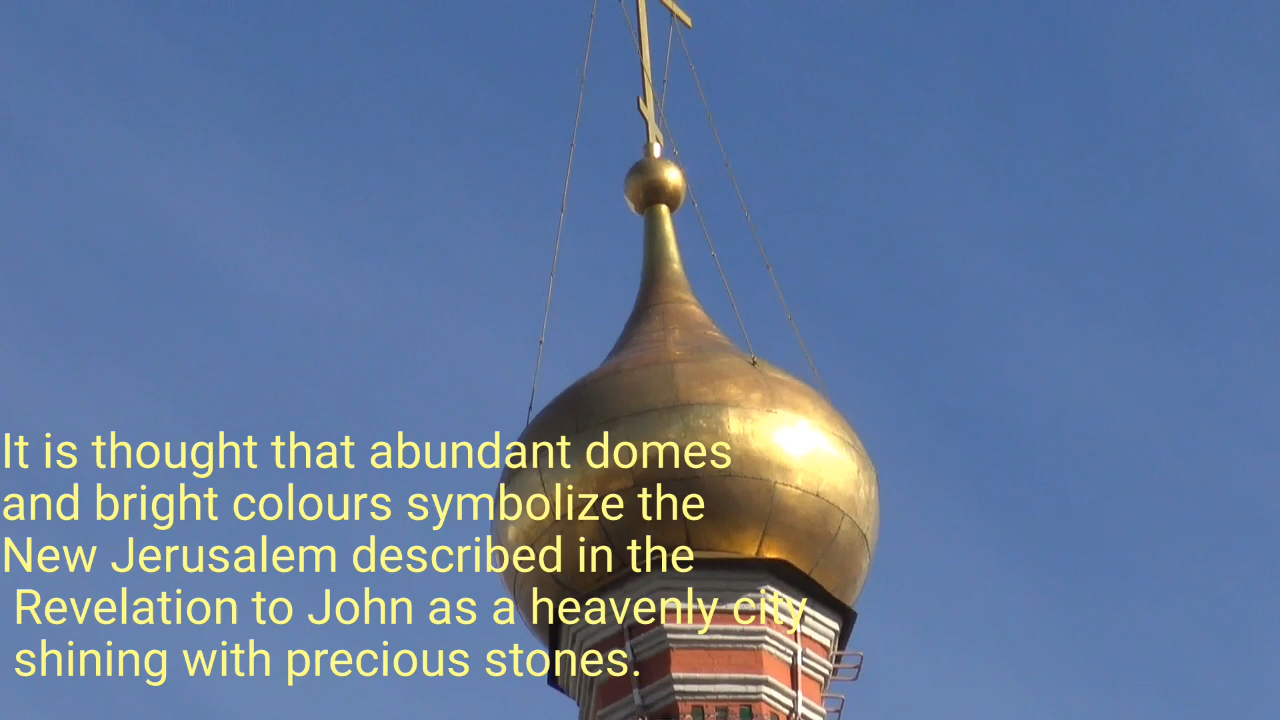 It is thought that abundant domes
and bright colours symbolize the
New Jerusalem described in the
Revelation to John as a heavenly city
shining with precious stones.